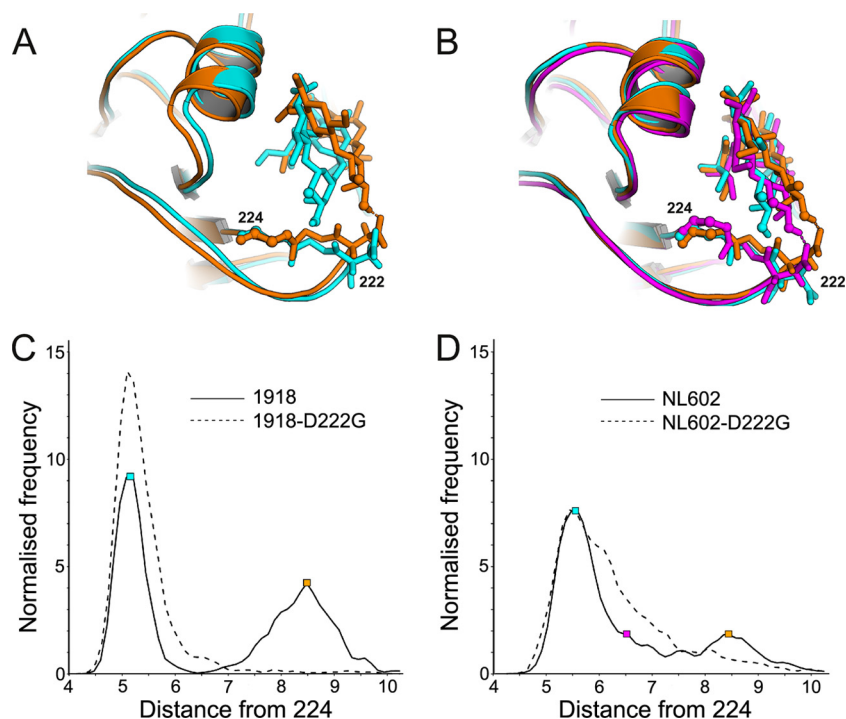 A
B
224
222
224
222
C
D
15
10
5
0
1918
1918-D222G
Normalised frequency
4 5 6 7 8 9 10
Distance from 224
15
10
5
0
NL602
NL602-D222G
Normalised frequency
4 5 6 7 8 9 10
Distance from 224